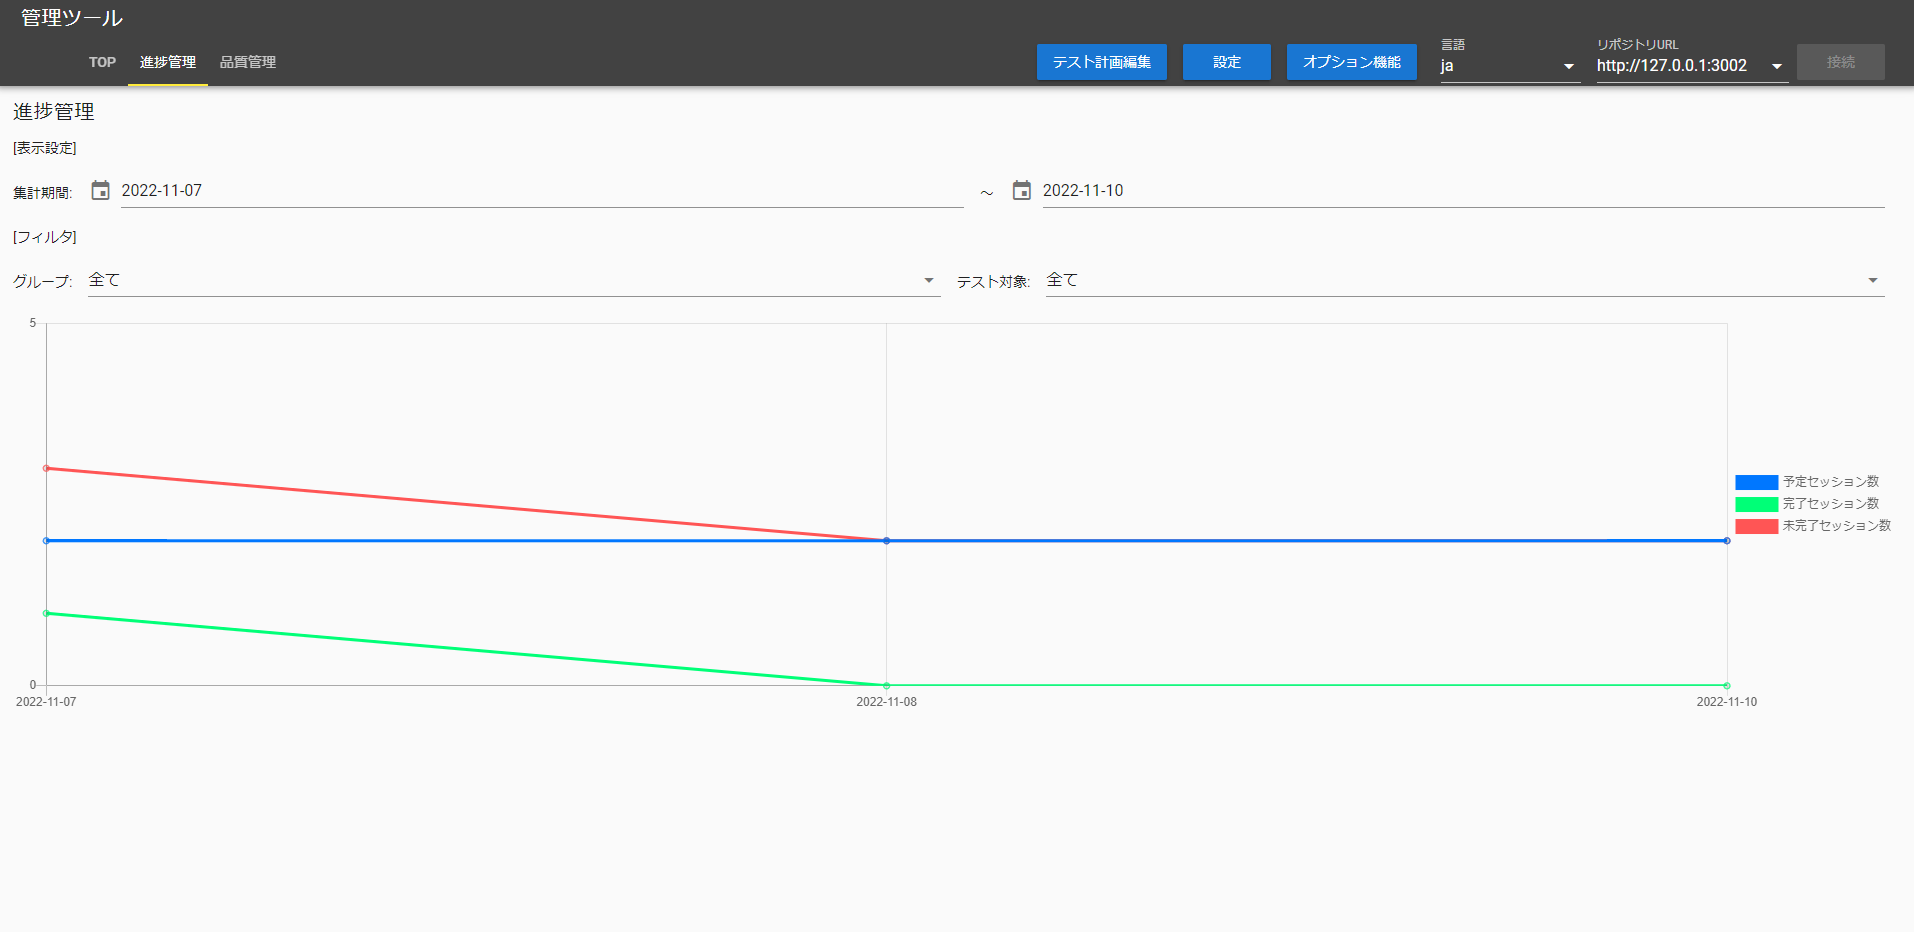 管理ツール
TOP 進捗管理 品質管理 テスト計画編集 設定 オプション機能 言語 ja リポジトリURL http://127.0.0.1:3002 接続
進捗管理
[表示設定]
集計期間: 2022-11-07 ～ 2022-11-10
[フィルタ]
グループ: 全て テスト対象: 全て
5
予定セッション数
完了セッション数
未完了セッション数
0
2022-11-07 2022-11-08 2022-11-10